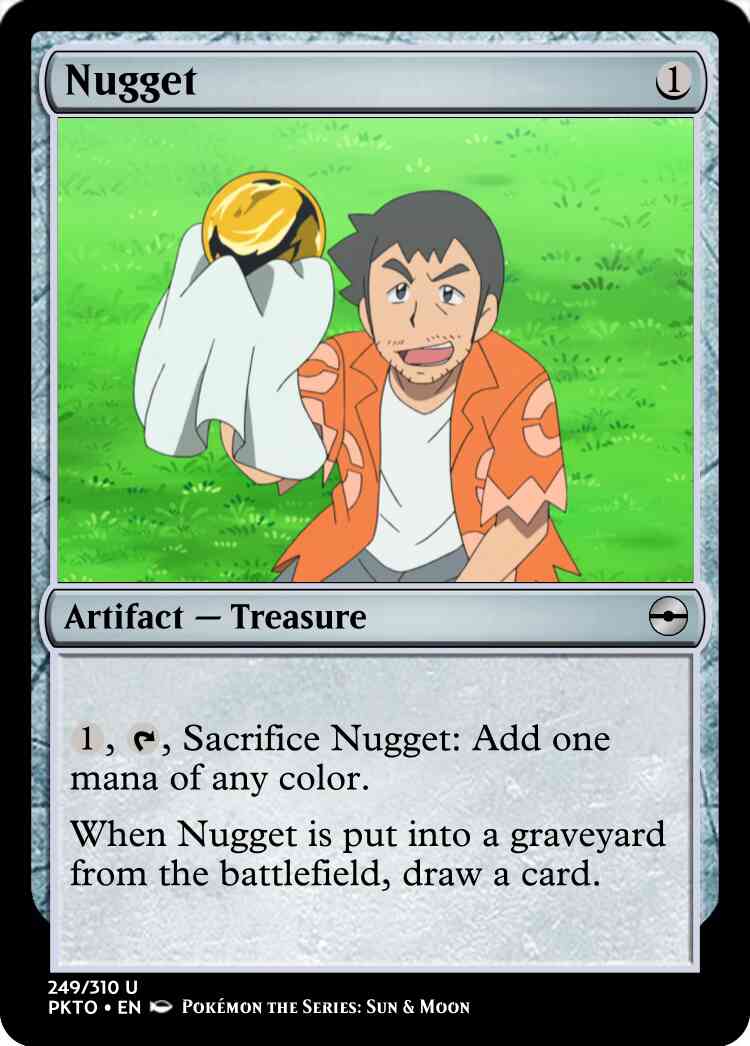 Nugget 1
Artifact — Treasure
1, , Sacrifice Nugget: Add one
mana of any color.
When Nugget is put into a graveyard
from the battlefield, draw a card.
249/310 U
PKTO • EN Pokémon the Series: Sun & Moon